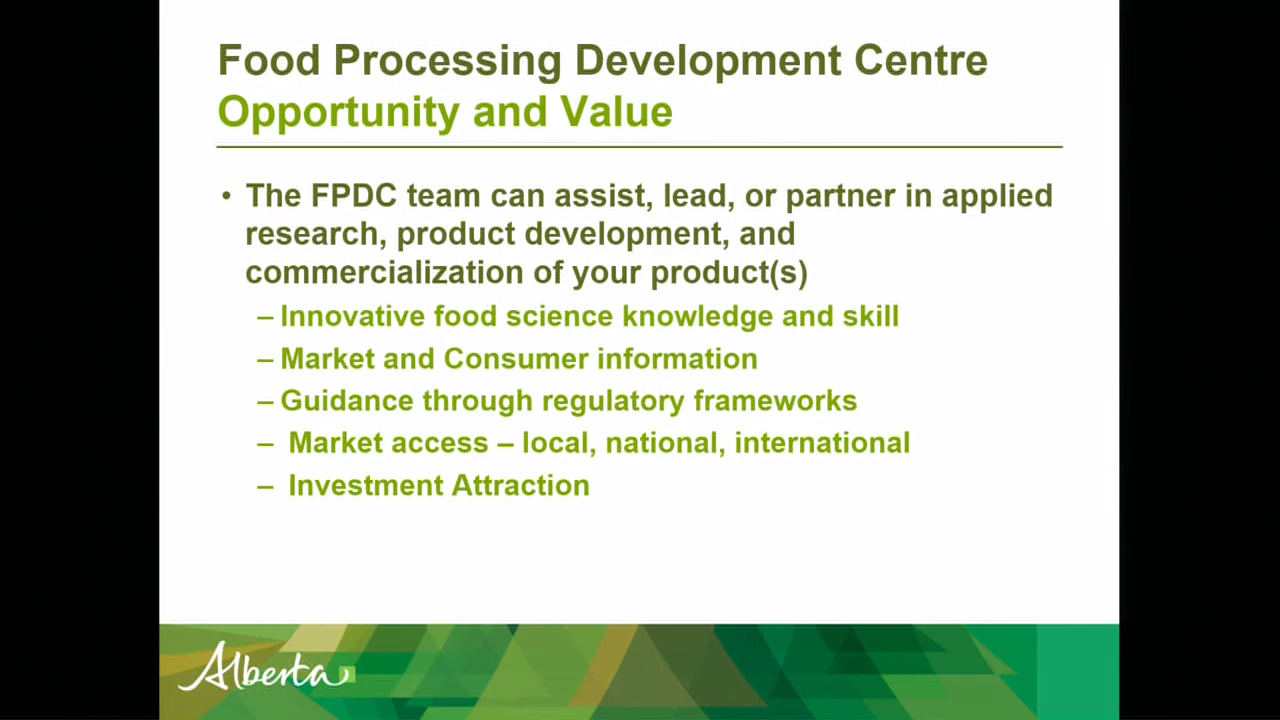 Food Processing Development Centre
Opportunity and Value
• The FPDC team can assist, lead, or partner in applied
research, product development, and
commercialization of your product(s)
– Innovative food science knowledge and skill
– Market and Consumer information
– Guidance through regulatory frameworks
– Market access – local, national, international
– Investment Attraction
Alberta